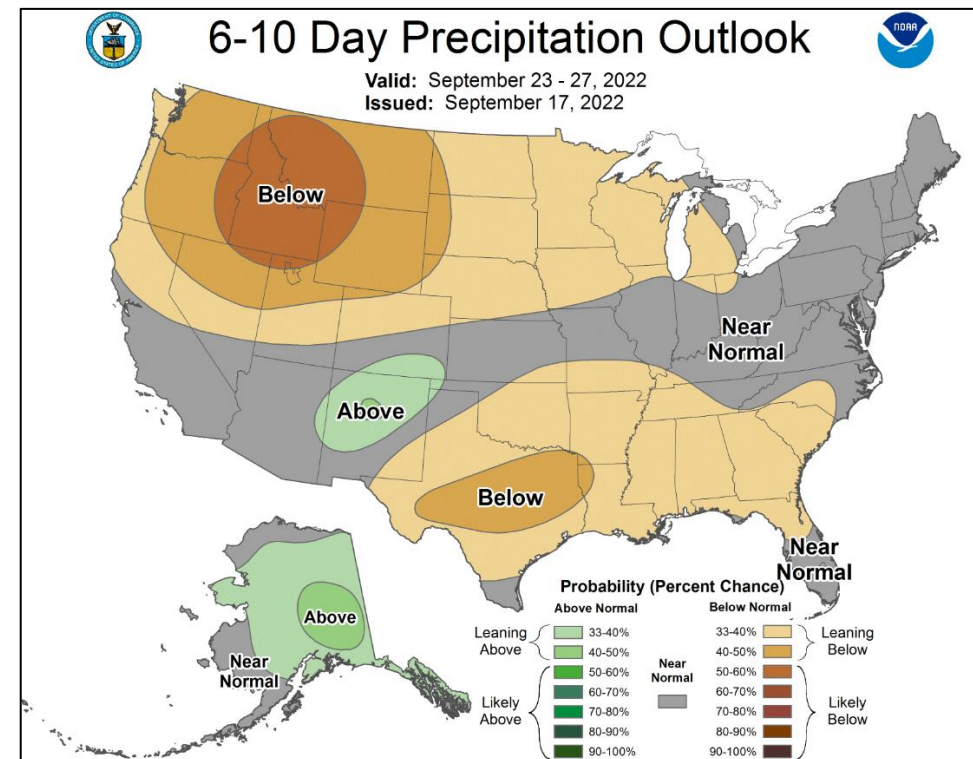 6-10 Day Precipitation Outlook
NOAA
Valid: September 23 - 27, 2022
Issued: September 17, 2022
Below
Near
Normal
Above
Below
Near
Normal
Above
Near
Normal
Probability (Percent Chance)
Above Normal
Below Normal
Leaning
Above
33-40%
40-50%
Likely
Above
50-60%
60-70%
70-80%
80-90%
90-100%
Near
Normal
33-40%
40-50%
Leaning
Below
50-60%
60-70%
70-80%
80-90%
90-100%
Likely
Below